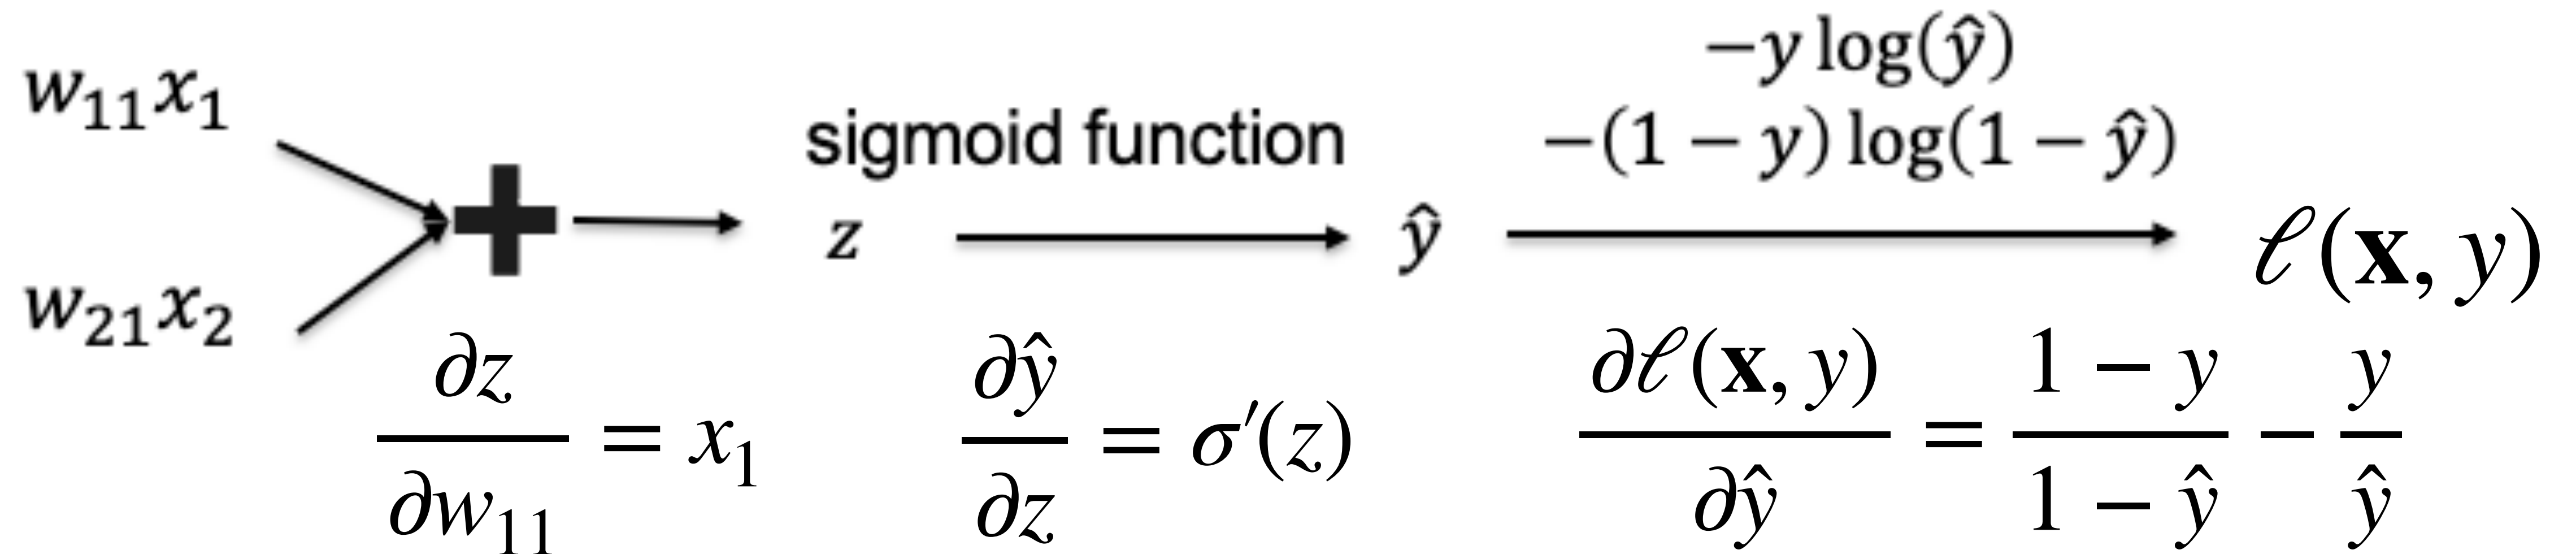 −y log(ŷ)
−(1 − y) log(1 − ŷ)
w₁₁x₁
sigmoid function
+
z
ŷ
ℓ(𝐱, y)
w₂₁x₂
∂z/∂w₁₁ = x₁
∂ŷ/∂z = σ′(z)
∂ℓ(𝐱, y)/∂ŷ = (1 − y)/(1 − ŷ) − y/ŷ